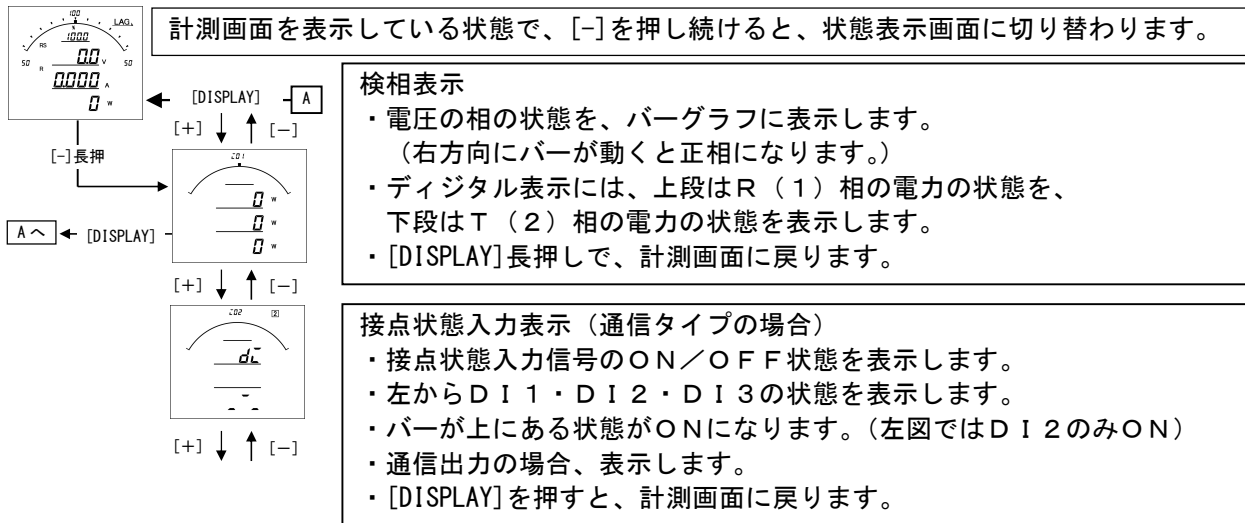 計測画面を表示している状態で、[-]を押し続けると、状態表示画面に切り替わります。
100
LAG.
RS
100.0
50
R
0.0 V
50
0.000 A
0 W
[DISPLAY]
A
[+]
[-]
[-]長押
検相表示
・電圧の相の状態を、バーグラフに表示します。
（右方向にバーが動くと正相になります。）
・ディジタル表示には、上段はR（1）相の電力の状態を、
下段はT（2）相の電力の状態を表示します。
・[DISPLAY]長押しで、計測画面に戻ります。
0 W
0 W
0 W
Aへ
[DISPLAY]
[+]
[-]
2
接点状態入力表示（通信タイプの場合）
・接点状態入力信号のON／OFF状態を表示します。
・左からDI1・DI2・DI3の状態を表示します。
・バーが上にある状態がONになります。（左図ではDI2のみON）
・通信出力の場合、表示します。
・[DISPLAY]を押すと、計測画面に戻ります。
[+]
[-]